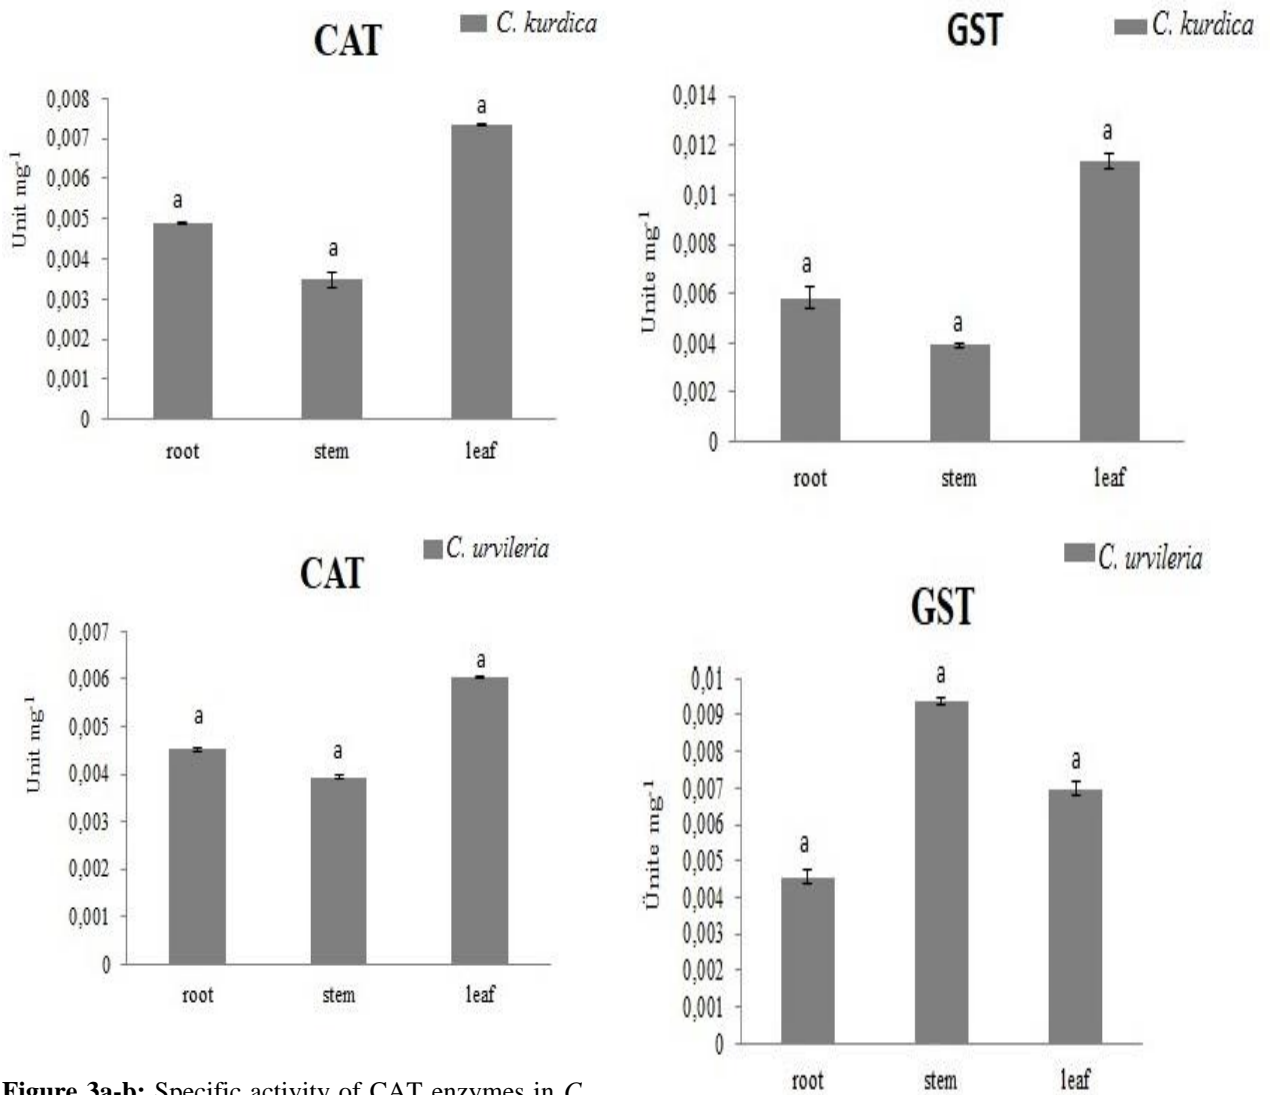 CAT
C. kurdica
0,008
0,007
0,006
0,005
0,004
0,003
0,002
0,001
0
Unit mg-1
a
a
a
root stem leaf
GST
C. kurdica
0,014
0,012
0,01
0,008
0,006
0,004
0,002
0
Unite mg-1
a
a
a
root stem leaf
CAT
C. urvileria
0,007
0,006
0,005
0,004
0,003
0,002
0,001
0
Unit mg-1
a
a
a
root stem leaf
GST
C. urvileria
0,01
0,009
0,008
0,007
0,006
0,005
0,004
0,003
0,002
0,001
0
Ünite mg-1
a
a
a
root stem leaf
Figure 3a-b: Specific activity of CAT enzymes in C.